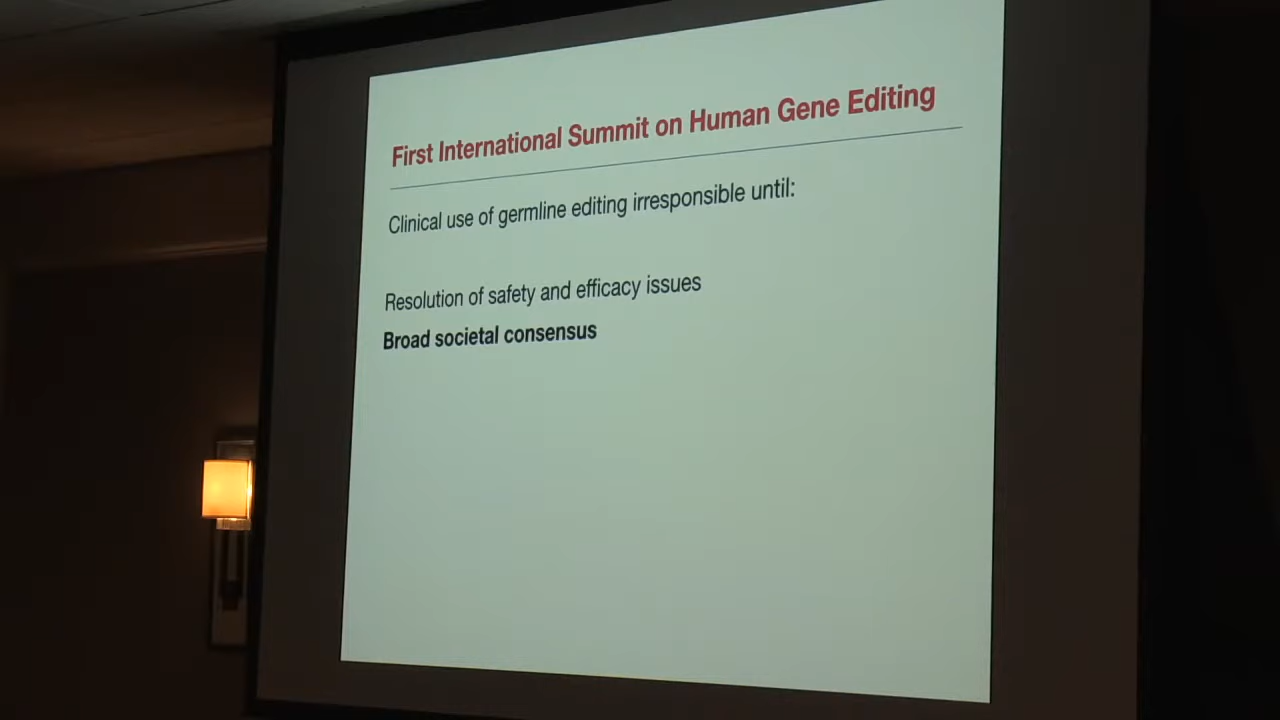 First International Summit on Human Gene Editing
Clinical use of germline editing irresponsible until:
Resolution of safety and efficacy issues
Broad societal consensus